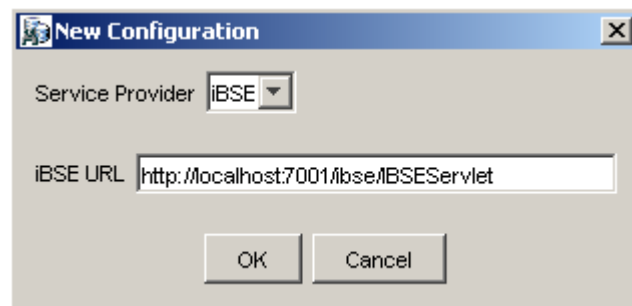 New Configuration
Service Provider iBSE
iBSE URL http://localhost:7001/ibse/IBSEServlet
OK Cancel